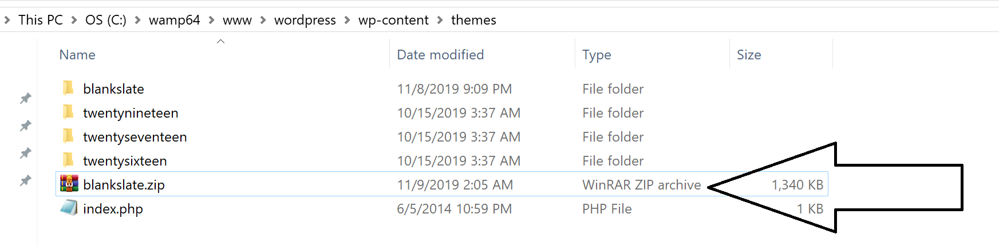 This PC > OS (C:) > wamp64 > www > wordpress > wp-content > themes
Name Date modified Type Size
blankslate 11/8/2019 9:09 PM File folder
twentynineteen 10/15/2019 3:37 AM File folder
twentyseventeen 10/15/2019 3:37 AM File folder
twentysixteen 10/15/2019 3:37 AM File folder
blankslate.zip 11/9/2019 2:05 AM WinRAR ZIP archive 1,340 KB
index.php 6/5/2014 10:59 PM PHP File 1 KB